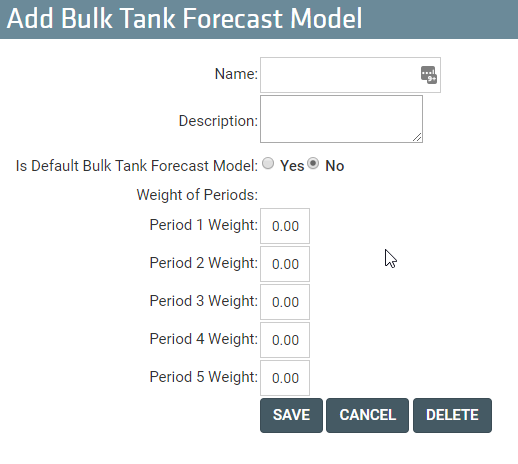 Add Bulk Tank Forecast Model
Name:
9+
Description:
Is Default Bulk Tank Forecast Model: Yes No
Weight of Periods:
Period 1 Weight: 0.00
Period 2 Weight: 0.00
Period 3 Weight: 0.00
Period 4 Weight: 0.00
Period 5 Weight: 0.00
SAVE CANCEL DELETE